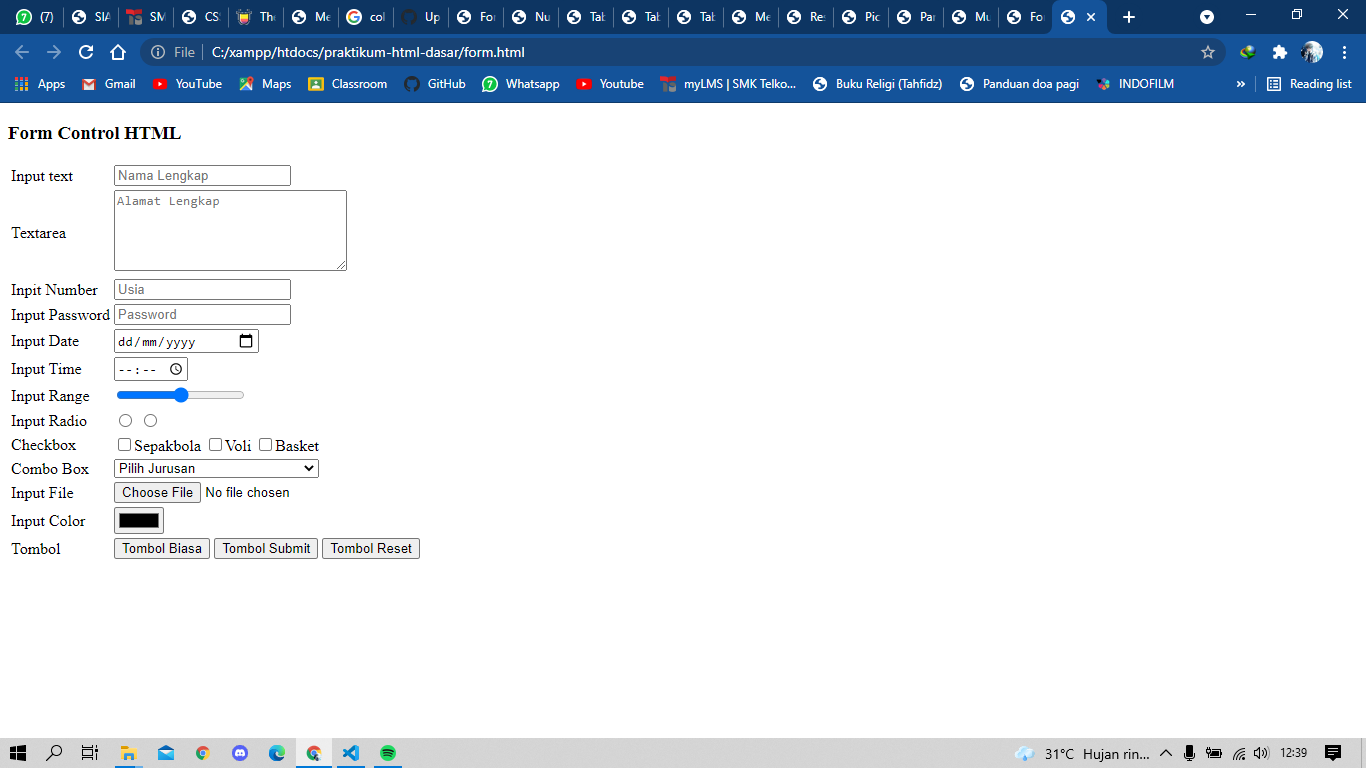 (7) SIA SM CS The Me col Up For Nu Tab Tab Tab Me Re Pic Par Mu Fo
File C:/xampp/htdocs/praktikum-html-dasar/form.html
Apps Gmail YouTube Maps Classroom GitHub Whatsapp Youtube myLMS | SMK Telko... Buku Religi (Tahfidz) Panduan doa pagi INDOFILM » Reading list
Form Control HTML
Input text Nama Lengkap
Textarea Alamat Lengkap
Inpit Number Usia
Input Password Password
Input Date dd/mm/yyyy
Input Time --:--
Input Range
Input Radio
Checkbox Sepakbola Voli Basket
Combo Box Pilih Jurusan
Input File Choose File No file chosen
Input Color
Tombol Tombol Biasa Tombol Submit Tombol Reset
31°C Hujan rin... 12:39